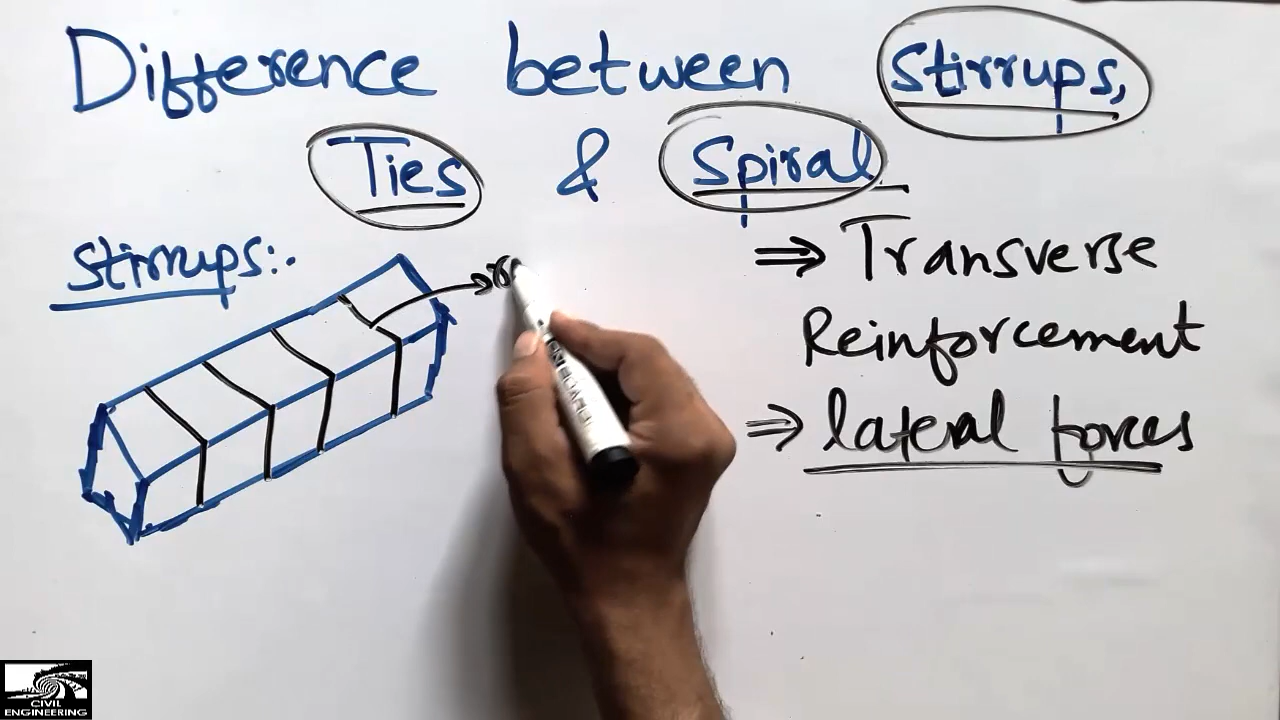 Difference between Stirrups,
Ties & Spiral
Stirrups:.
⇒ Transverse
Reinforcement
⇒ lateral forces
CIVIL
ENGINEERING